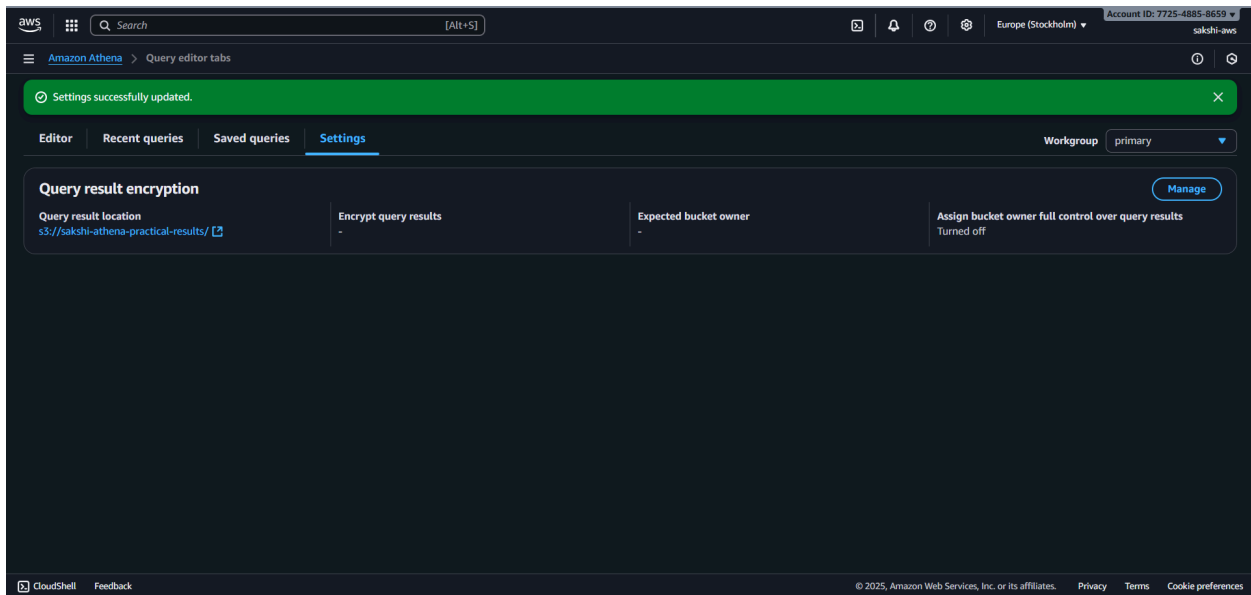 aws
Search [Alt+S]
Europe (Stockholm)
Account ID: 7725-4885-8659
sakshi-aws
Amazon Athena > Query editor tabs
Settings successfully updated.
Editor Recent queries Saved queries Settings
Workgroup primary
Query result encryption
Manage
Query result location
s3://sakshi-athena-practical-results/
Encrypt query results
-
Expected bucket owner
-
Assign bucket owner full control over query results
Turned off
CloudShell Feedback
© 2025, Amazon Web Services, Inc. or its affiliates. Privacy Terms Cookie preferences